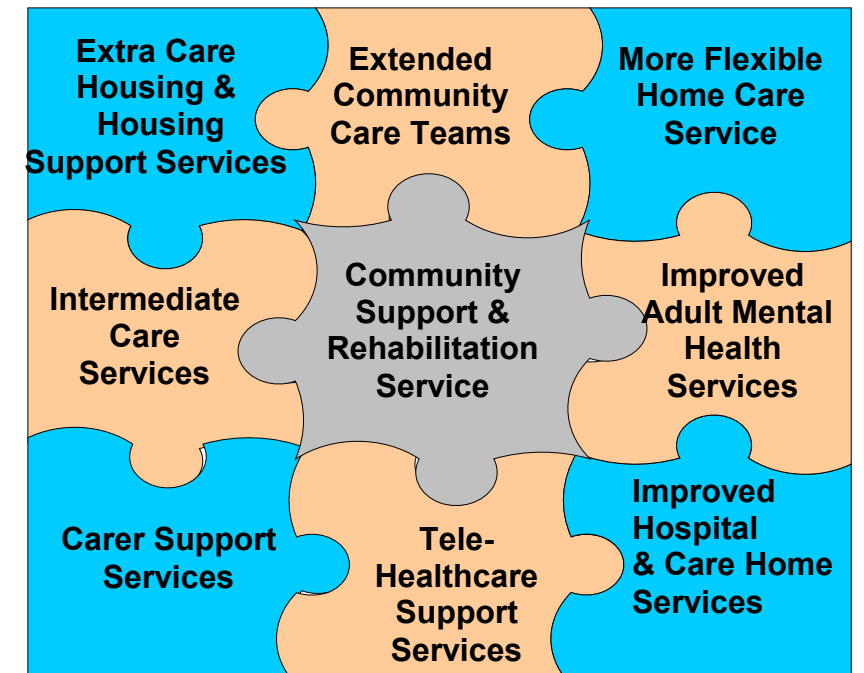 Extra Care
Housing &
Housing
Support Services
Extended
Community
Care Teams
More Flexible
Home Care
Service
Intermediate
Care
Services
Community
Support &
Rehabilitation
Service
Improved
Adult Mental
Health
Services
Carer Support
Services
Tele-
Healthcare
Support
Services
Improved
Hospital
& Care Home
Services